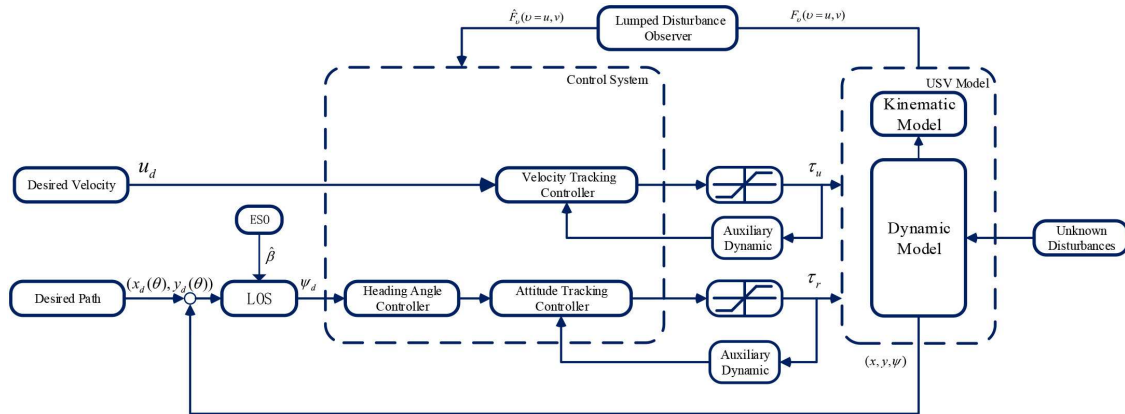 F̂_υ(υ=u,v)
Lumped Disturbance
Observer
F_υ(υ=u,v)
Control System
USV Model
Kinematic
Model
Desired Velocity
u_d
Velocity Tracking
Controller
τ_u
Auxiliary
Dynamic
Dynamic
Model
Unknown
Disturbances
ESO
β̂
Desired Path
(x_d(θ),y_d(θ))
LOS
ψ_d
Heading Angle
Controller
Attitude Tracking
Controller
τ_r
Auxiliary
Dynamic
(x,y,ψ)